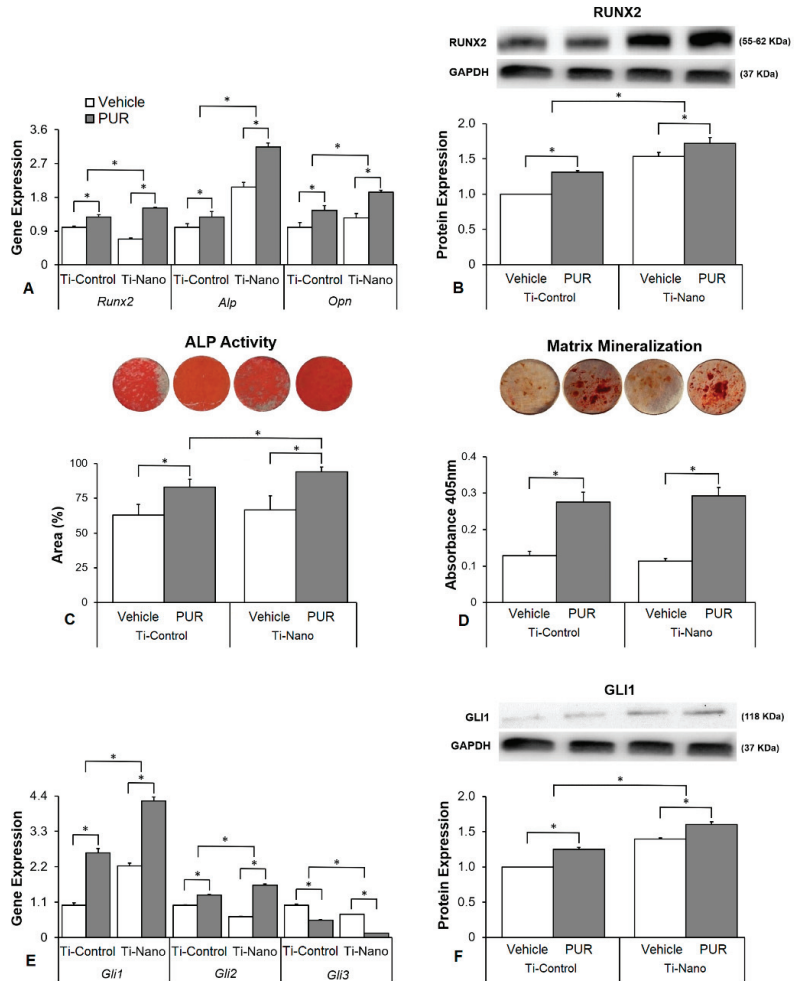 Vehicle
PUR
3.6
2.7
1.8
0.9
0
Gene Expression
*
*
*
*
*
*
*
*
*
Ti-Control Ti-Nano Ti-Control Ti-Nano Ti-Control Ti-Nano
Runx2 Alp Opn
A
RUNX2
RUNX2 (55-62 KDa)
GAPDH (37 KDa)
2.0
1.5
1.0
0.5
0
Protein Expression
*
*
*
Vehicle PUR Vehicle PUR
Ti-Control Ti-Nano
B
ALP Activity
100
75
50
25
0
Area (%)
*
*
*
Vehicle PUR Vehicle PUR
Ti-Control Ti-Nano
C
Matrix Mineralization
0.4
0.3
0.2
0.1
0
Absorbance 405nm
*
*
Vehicle PUR Vehicle PUR
Ti-Control Ti-Nano
D
4.4
3.3
2.2
1.1
0
Gene Expression
*
*
*
*
*
*
*
*
*
Ti-Control Ti-Nano Ti-Control Ti-Nano Ti-Control Ti-Nano
Gli1 Gli2 Gli3
E
GLI1
GLI1 (118 KDa)
GAPDH (37 KDa)
2.0
1.5
1.0
0.5
0
Protein Expression
*
*
*
Vehicle PUR Vehicle PUR
Ti-Control Ti-Nano
F